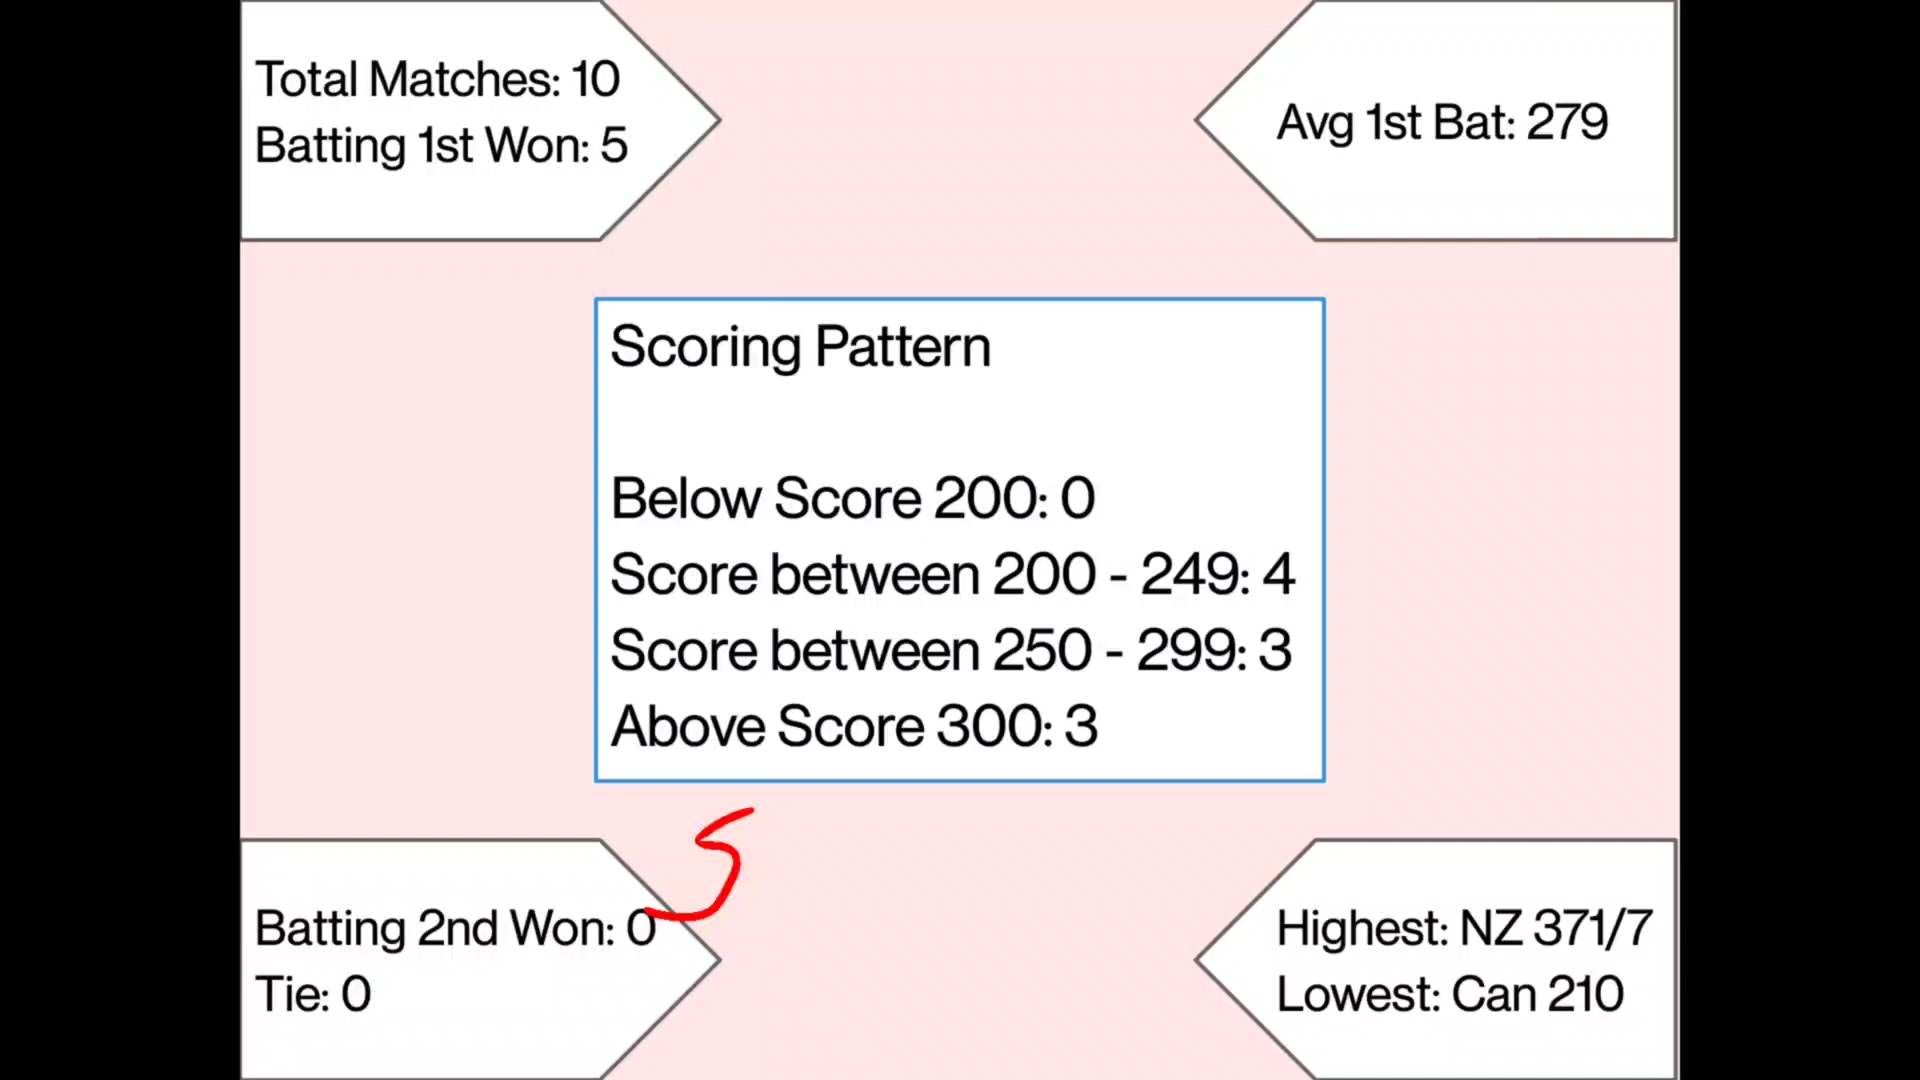 Total Matches: 10
Batting 1st Won: 5
Avg 1st Bat: 279
Scoring Pattern
Below Score 200: 0
Score between 200 - 249: 4
Score between 250 - 299: 3
Above Score 300: 3
5
Batting 2nd Won: 0
Tie: 0
Highest: NZ 371/7
Lowest: Can 210